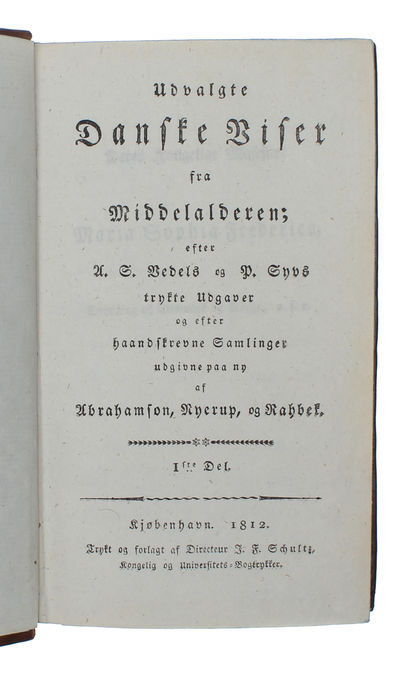 Udvalgte
Danske Viser
fra
Middelalderen;
efter
A. S. Vedels og P. Syvs
trykte Udgaver
og efter
haandskrevne Samlinger
udgivne paa ny
af
Abrahamson, Nyerup, og Rahbek.
1ste Del.
Kjøbenhavn. 1812.
Trykt og forlagt af Directeur J. F. Schultz,
Kongelig og Universitets-Bogtrykker.